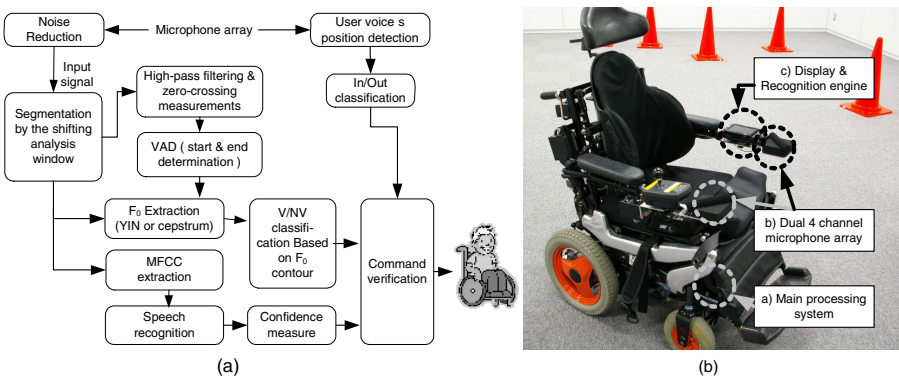 Noise
Reduction
Microphone array
User voice s
position detection
Input
signal
High-pass filtering &
zero-crossing
measurements
In/Out
classification
Segmentation
by the shifting
analysis
window
VAD ( start & end
determination )
F₀ Extraction
(YIN or cepstrum)
V/NV
classifi-
cation Based
on F₀
contour
MFCC
extraction
Command
verification
Speech
recognition
Confidence
measure
(a)
c) Display &
Recognition engine
b) Dual 4 channel
microphone array
a) Main processing
system
(b)